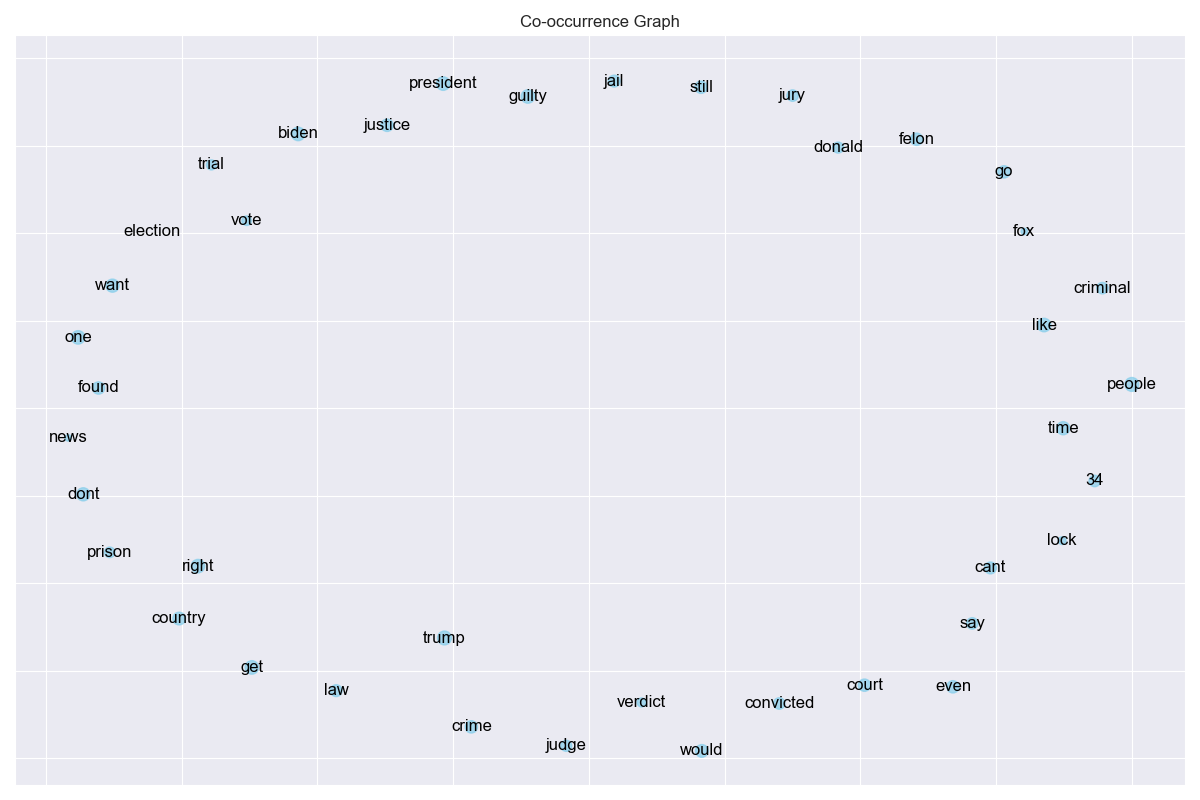 Co-occurrence Graph
president
guilty
jail
still
jury
justice
biden
donald
felon
trial
go
vote
election
fox
want
criminal
like
one
found
people
news
time
34
dont
lock
prison
right
cant
country
say
trump
get
law
court
even
verdict
convicted
crime
judge
would